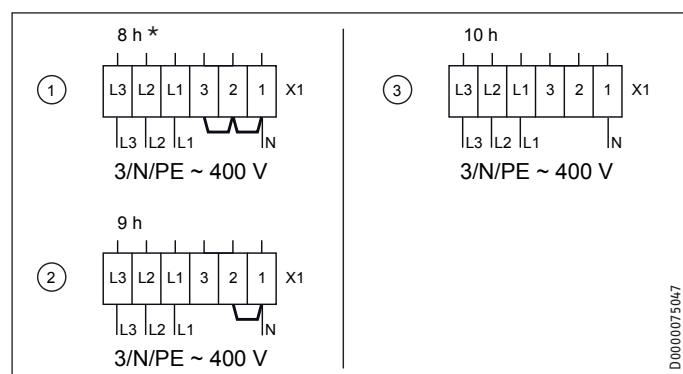 8 h *
1
L3 L2 L1 3 2 1 X1
L3 L2 L1 N
3/N/PE ~ 400 V
9 h
2
L3 L2 L1 3 2 1 X1
L3 L2 L1 N
3/N/PE ~ 400 V
10 h
3
L3 L2 L1 3 2 1 X1
L3 L2 L1 N
3/N/PE ~ 400 V
D0000075047